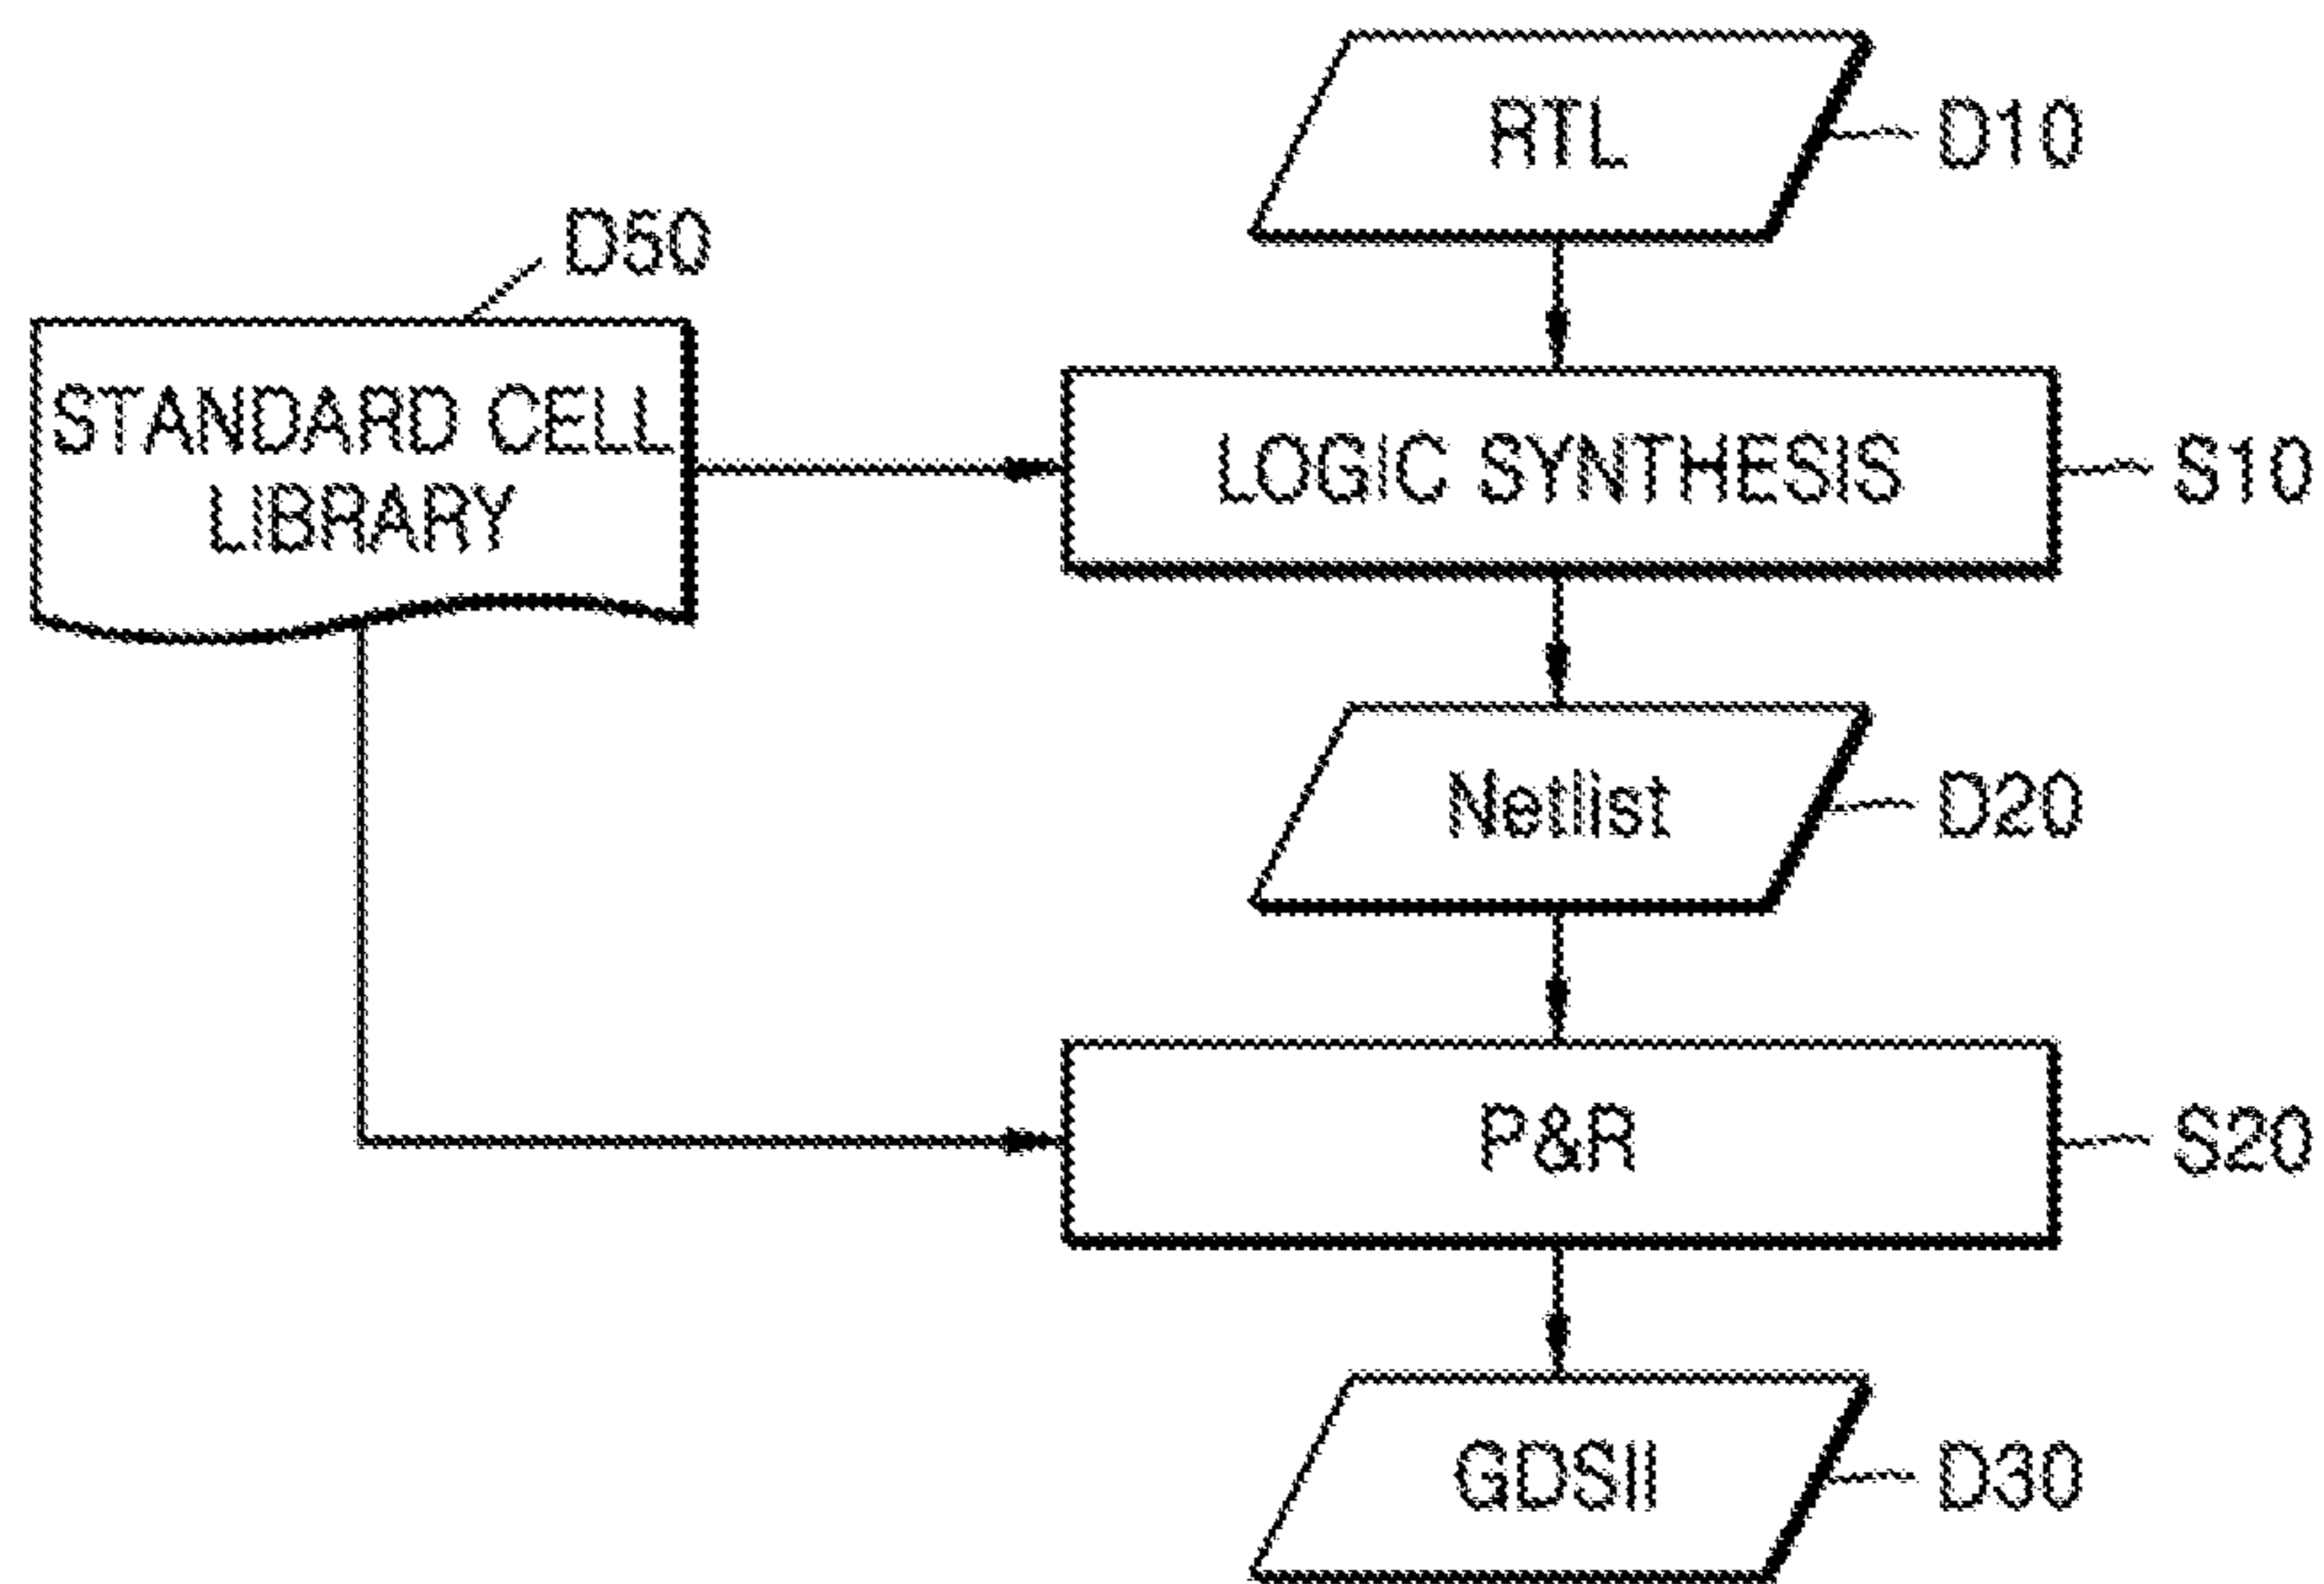 RTL
D10
D50
STANDARD CELL
LIBRARY
LOGIC SYNTHESIS
S10
Netlist
D20
P&R
S20
GDSII
D30